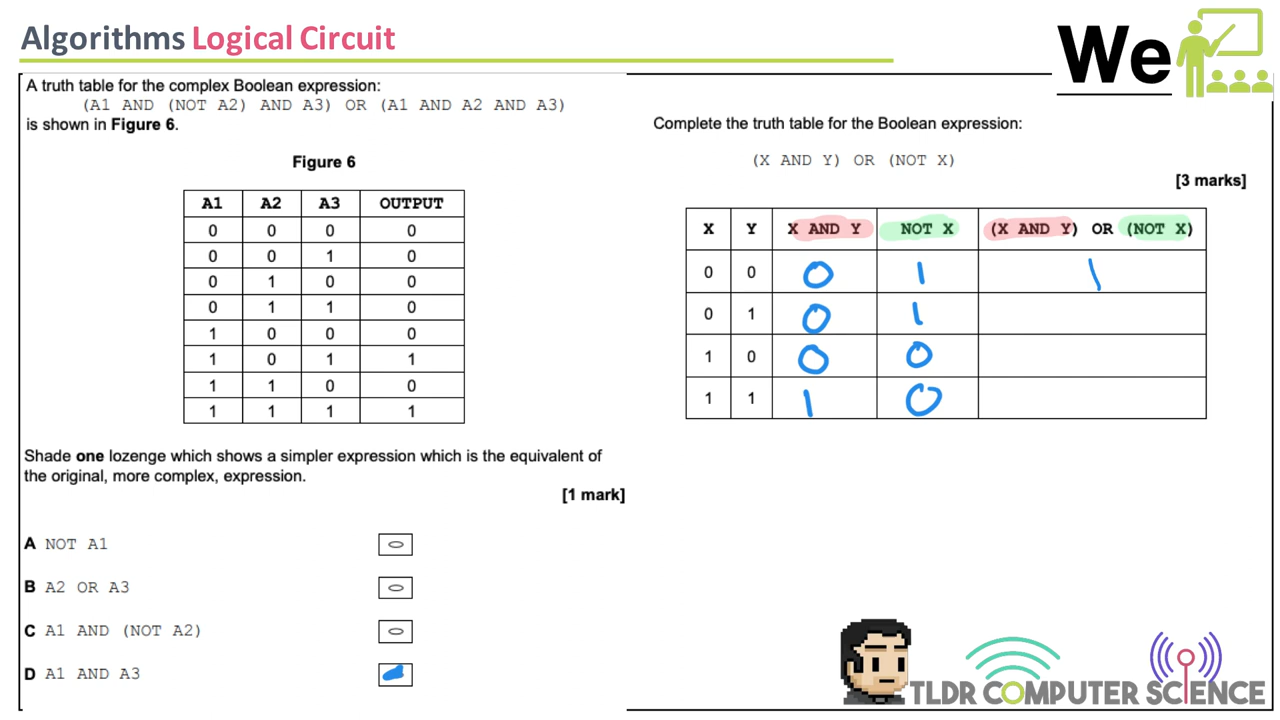 Algorithms Logical Circuit
We
A truth table for the complex Boolean expression:
(A1 AND (NOT A2) AND A3) OR (A1 AND A2 AND A3)
is shown in Figure 6.
Figure 6
A1 A2 A3 OUTPUT
0 0 0 0
0 0 1 0
0 1 0 0
0 1 1 0
1 0 0 0
1 0 1 1
1 1 0 0
1 1 1 1
Shade one lozenge which shows a simpler expression which is the equivalent of
the original, more complex, expression.
[1 mark]
A NOT A1
B A2 OR A3
C A1 AND (NOT A2)
D A1 AND A3
Complete the truth table for the Boolean expression:
(X AND Y) OR (NOT X)
[3 marks]
X Y X AND Y NOT X (X AND Y) OR (NOT X)
0 0 0 1 1
0 1 0 1
1 0 0 0
1 1 1 0
TLDR COMPUTER SCIENCE